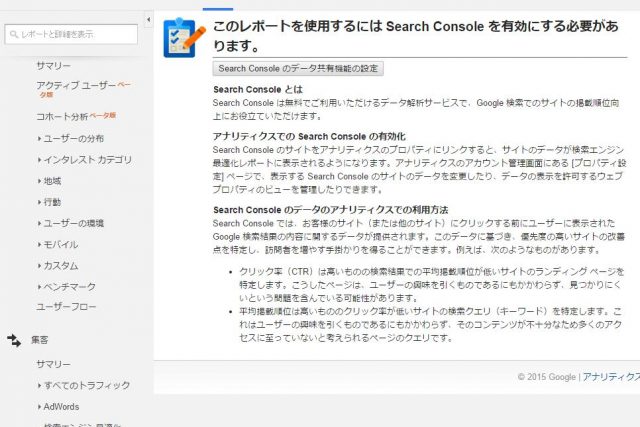 レポートと詳細を表示
サマリー
アクティブ ユーザー ベータ版
コホート分析 ベータ版
ユーザーの分布
インタレスト カテゴリ
地域
行動
ユーザーの環境
モバイル
カスタム
ベンチマーク
ユーザーフロー
集客
サマリー
すべてのトラフィック
AdWords
検索エンジン最適化
このレポートを使用するには Search Console を有効にする必要があ
ります。
Search Console のデータ共有機能の設定
Search Console とは
Search Console は無料でご利用いただけるデータ解析サービスで、Google 検索でのサイトの掲載順位向
上にお役立ていただけます。
アナリティクスでの Search Console の有効化
Search Console のサイトをアナリティクスのプロパティにリンクすると、サイトのデータが検索エンジン
最適化レポートに表示されるようになります。アナリティクスのアカウント管理画面にある [プロパティ設
定] ページで、表示する Search Console のサイトのデータを変更したり、データの表示を許可するウェブ
プロパティのビューを管理したりできます。
Search Console のデータのアナリティクスでの利用方法
Search Console では、お客様のサイト（または他のサイト）にクリックする前にユーザーに表示された
Google 検索結果の内容に関するデータが提供されます。このデータに基づき、優先度の高いサイトの改善
点を特定し、訪問者を増やす手掛かりを得ることができます。例えば、次のようなものがあります。
クリック率（CTR）は高いものの検索結果での平均掲載順位が低いサイトのランディング ページを
特定します。こうしたページは、ユーザーの興味を引くものであるにもかかわらず、見つかりにく
いという問題を含んでいる可能性があります。
平均掲載順位は高いもののクリック率が低いサイトの検索クエリ（キーワード）を特定します。こ
れはユーザーの興味を引くものであるにもかかわらず、そのコンテンツが不十分なため多くのアク
セスに至っていないと考えられるページのクエリです。
© 2015 Google | アナリティクス